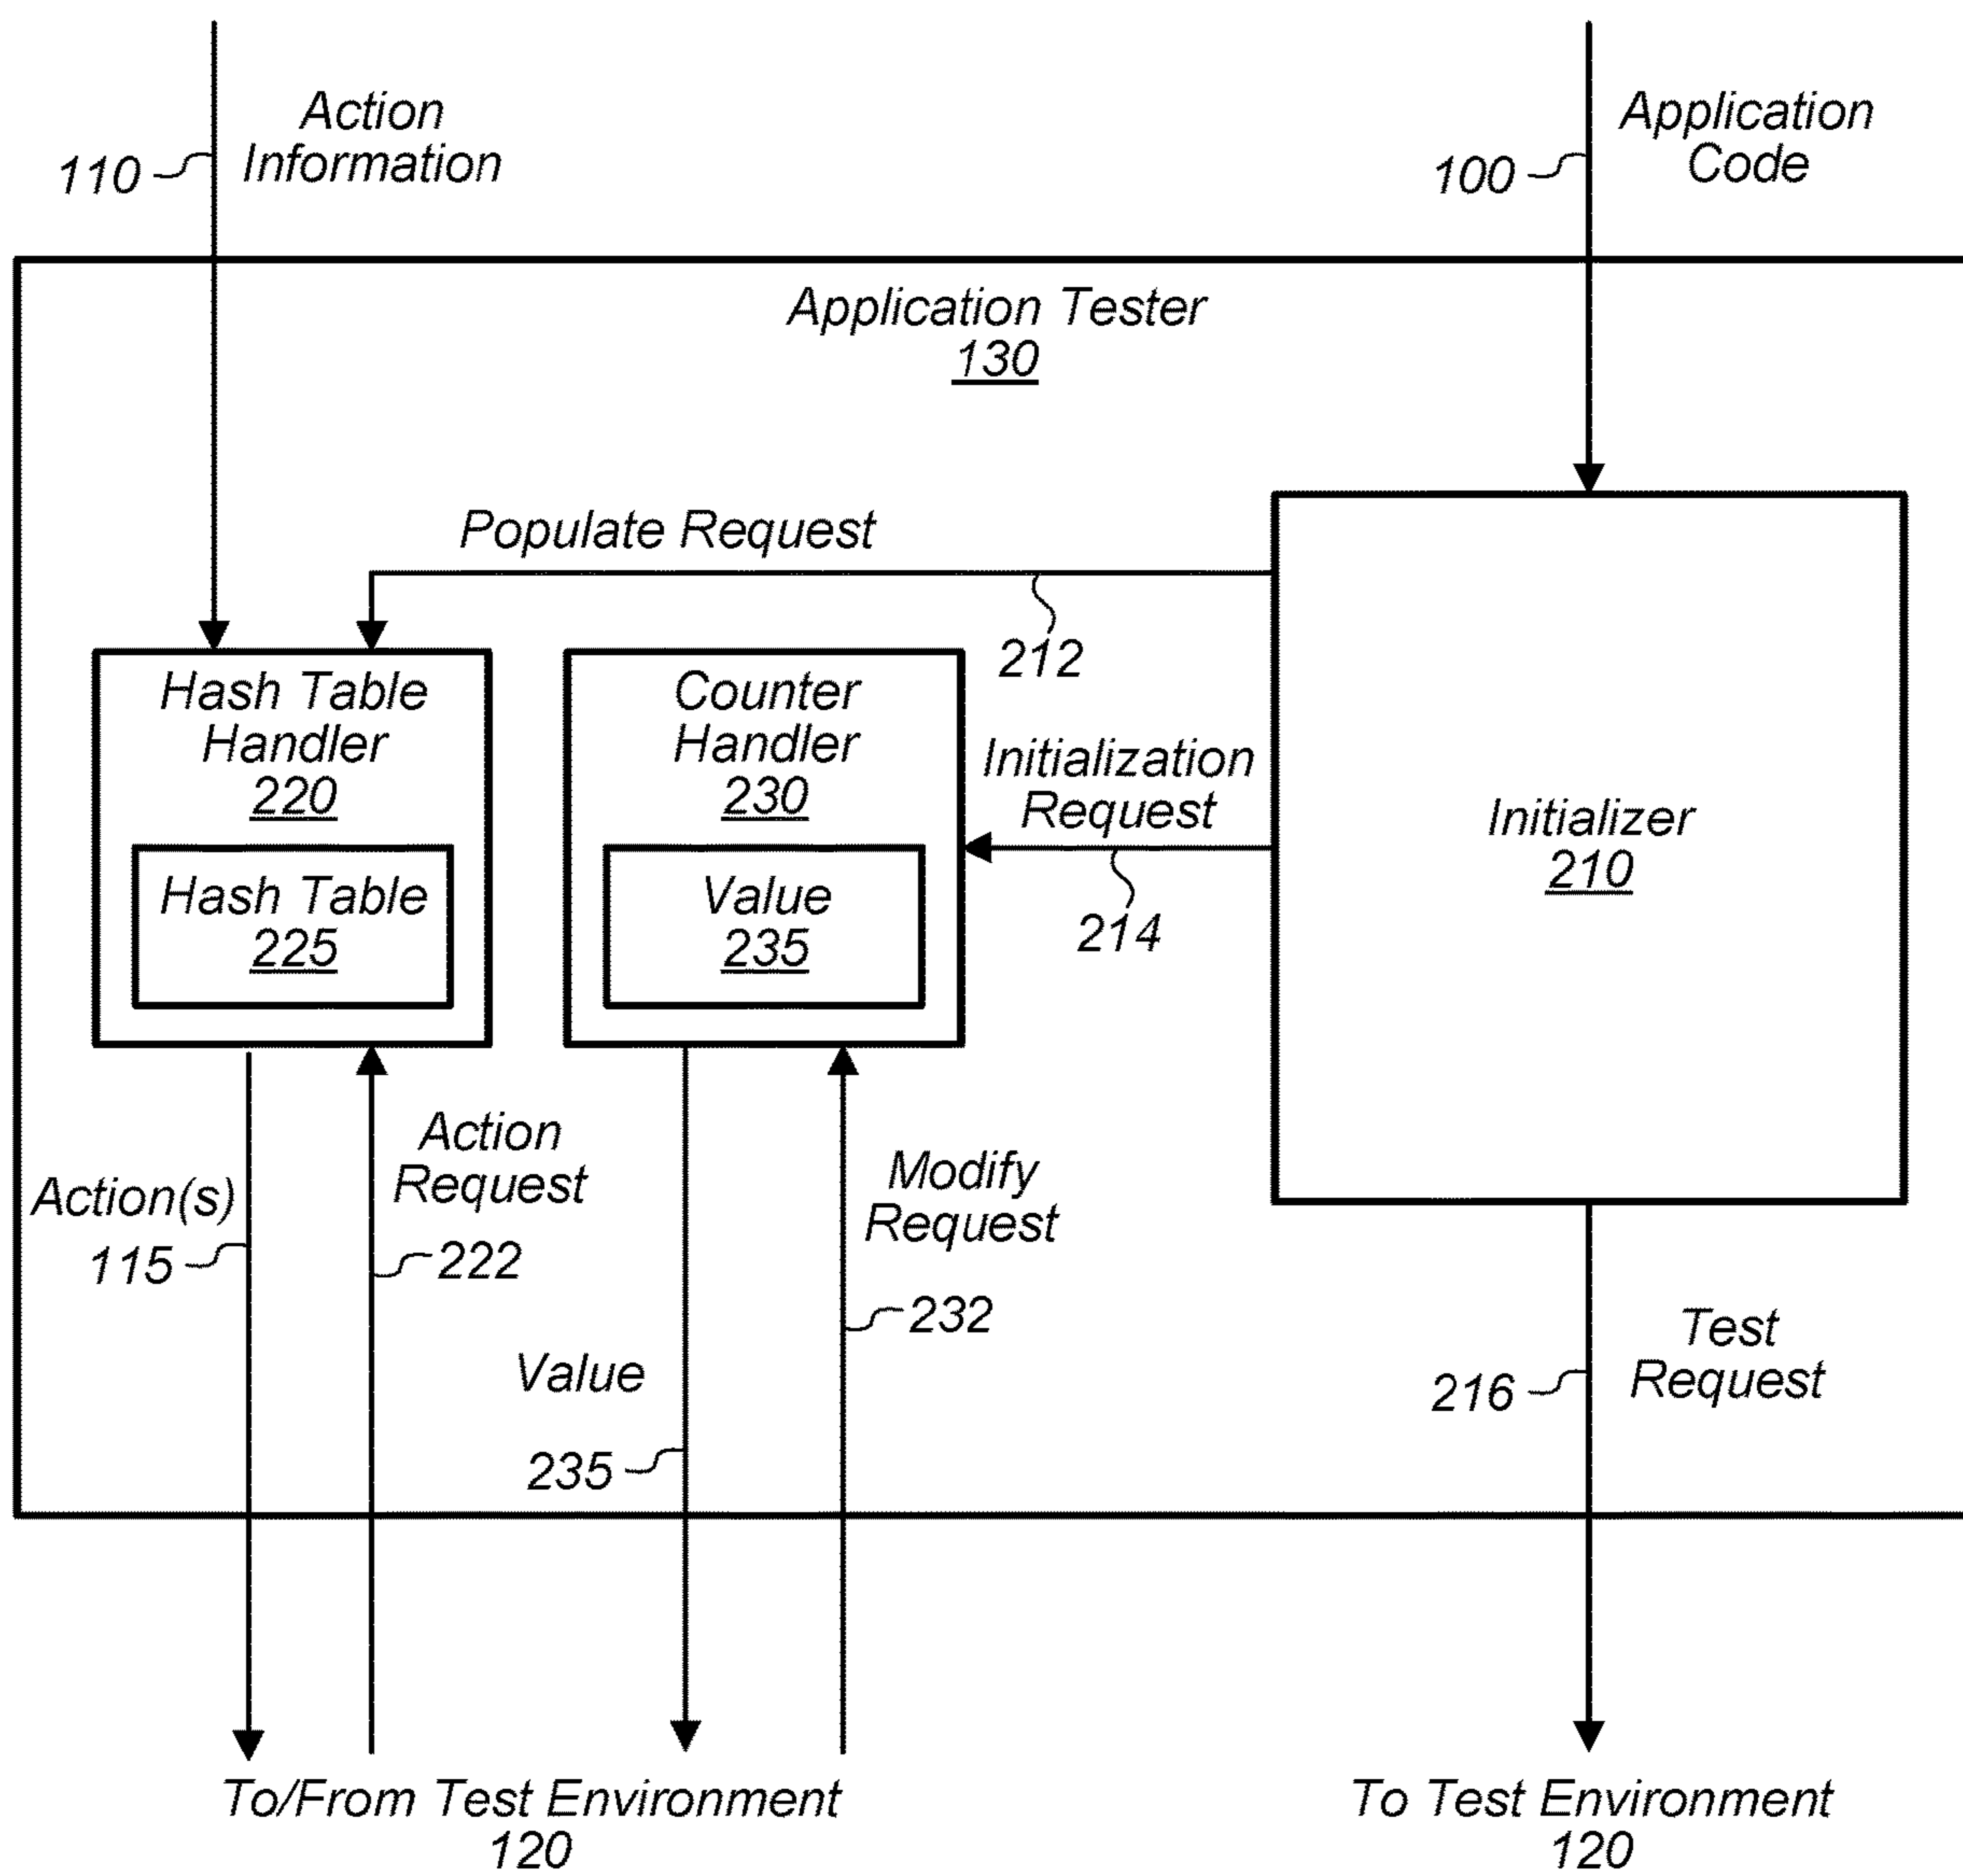 Action
Information
110
Application
Code
100
Application Tester
130
Populate Request
212
Hash Table
Handler
220
Hash Table
225
Counter
Handler
230
Value
235
Initialization
Request
214
Initializer
210
Action(s)
115
Action
Request
222
Value
235
Modify
Request
232
Test
Request
216
To/From Test Environment
120
To Test Environment
120